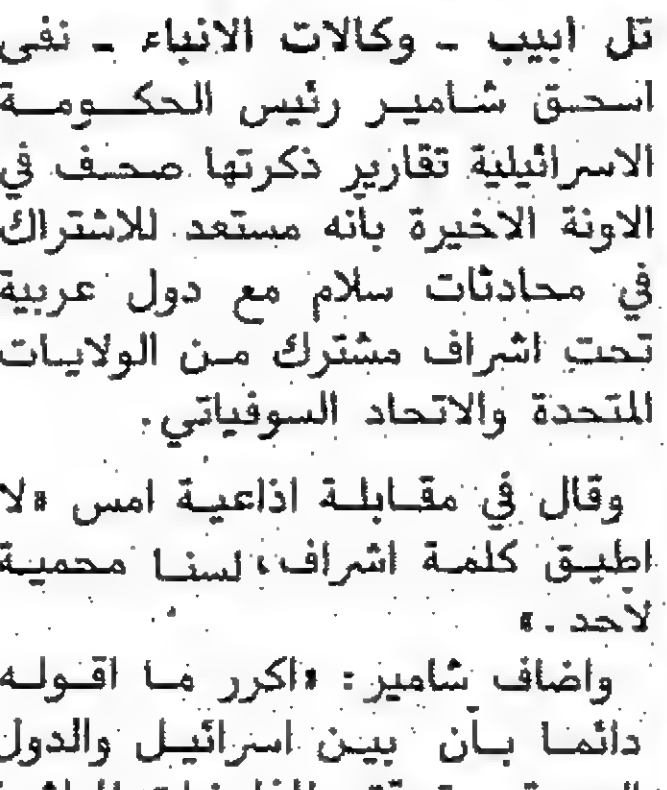 تل ابيب - وكالات الانباء - نفى
اسحق شامير رئيس الحكومة
الاسرائيلية تقارير ذكرتها صحف في
الاونة الاخيرة بانه مستعد للاشتراك
في محادثات سلام مع دول عربية
تحت اشراف مشترك من الولايات
المتحدة والاتحاد السوفياتي.
وقال في مقابلة اذاعية امس «لا
اطيق كلمة اشراف، لسنا محمية
لأحد.»
واضاف شامير: «اكرر ما اقوله
دائما بأن بين اسرائيل والدول